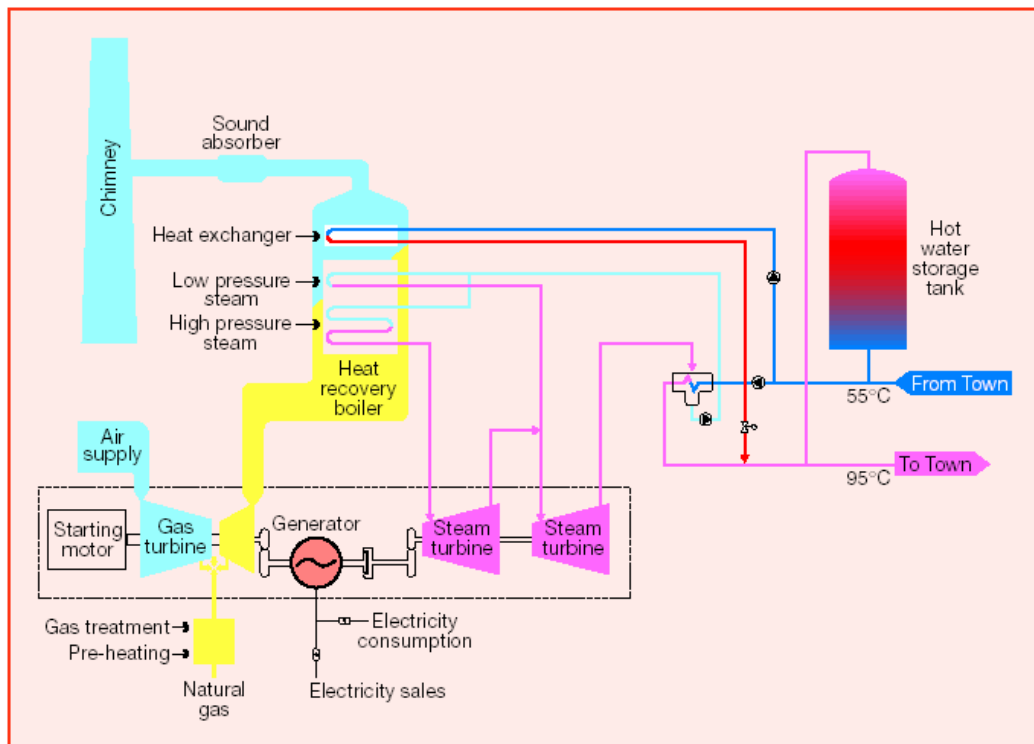 Chimney
Sound
absorber
Heat exchanger
Low pressure
steam
High pressure
steam
Heat
recovery
boiler
Hot
water
storage
tank
From Town
55°C
To Town
95°C
Air
supply
Starting
motor
Gas
turbine
Generator
Steam
turbine
Steam
turbine
Gas treatment
Pre-heating
Natural
gas
Electricity
consumption
Electricity sales